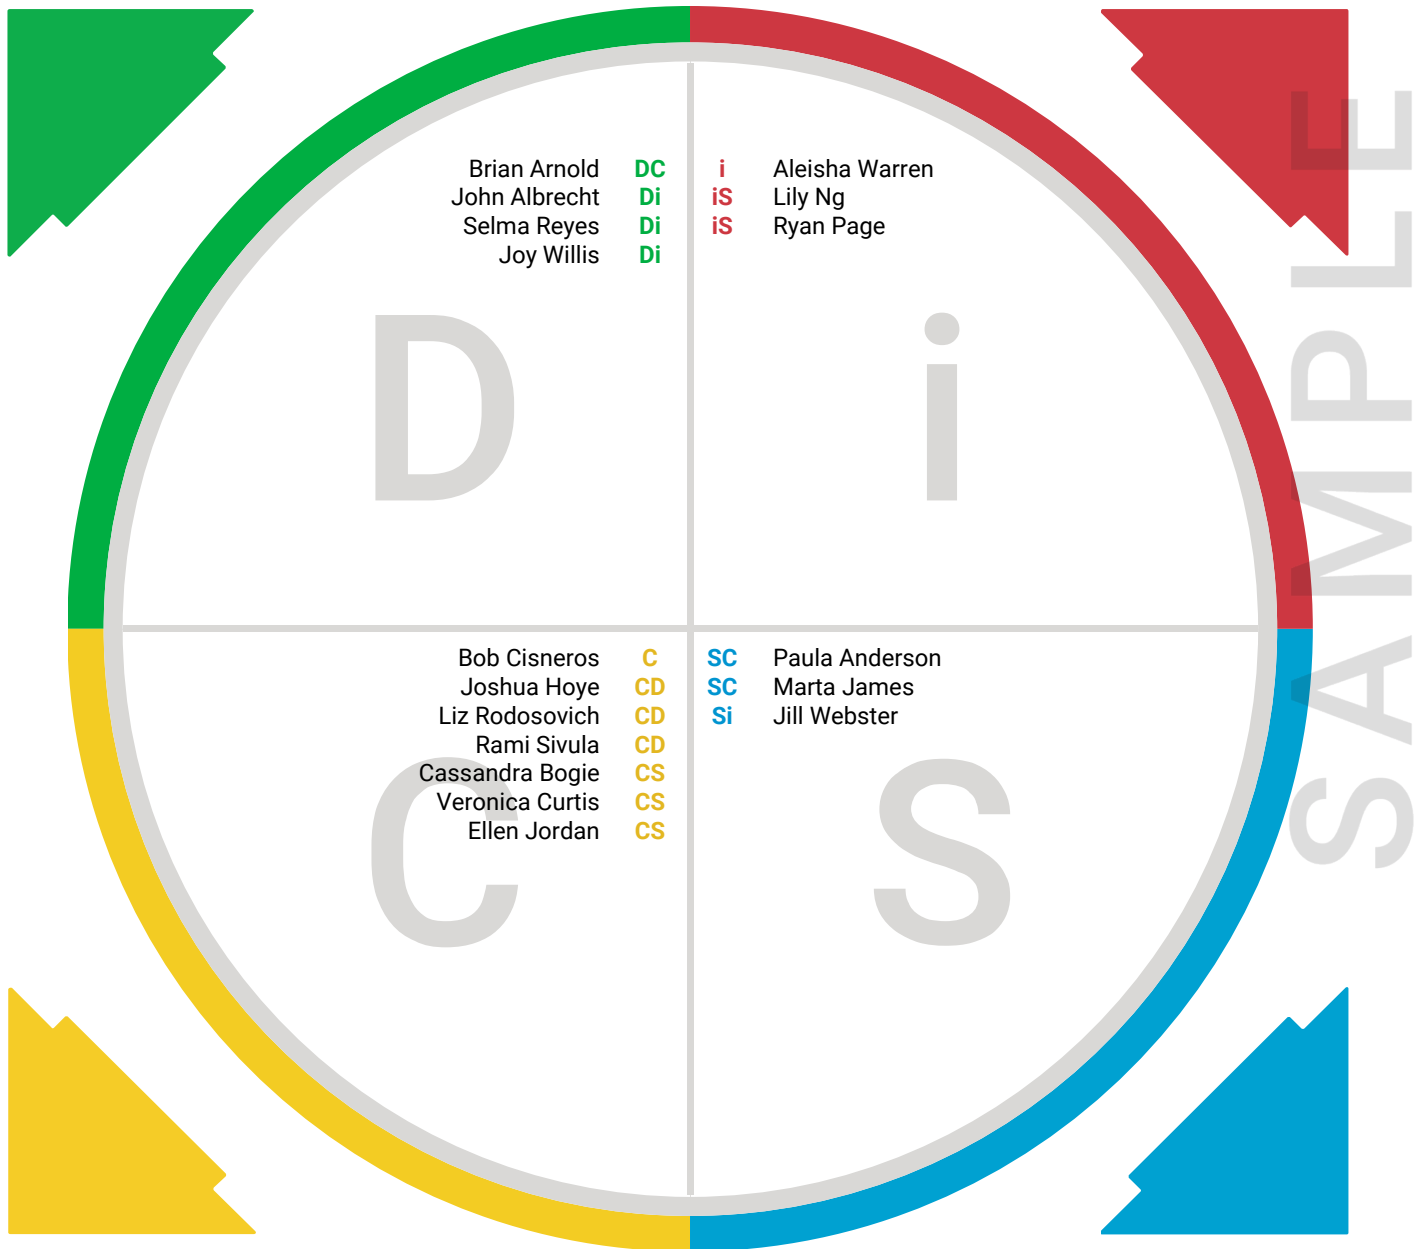 Brian Arnold DC
John Albrecht Di
Selma Reyes Di
Joy Willis Di
i Aleisha Warren
iS Lily Ng
iS Ryan Page
D
i
Bob Cisneros C
Joshua Hoye CD
Liz Rodosovich CD
Rami Sivula CD
Cassandra Bogie CS
Veronica Curtis CS
Ellen Jordan CS
SC Paula Anderson
SC Marta James
Si Jill Webster
C
S
SAMPLE